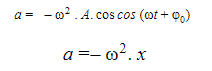 a = − ω² . A. cos cos (ωt + φ₀)
a =− ω². x